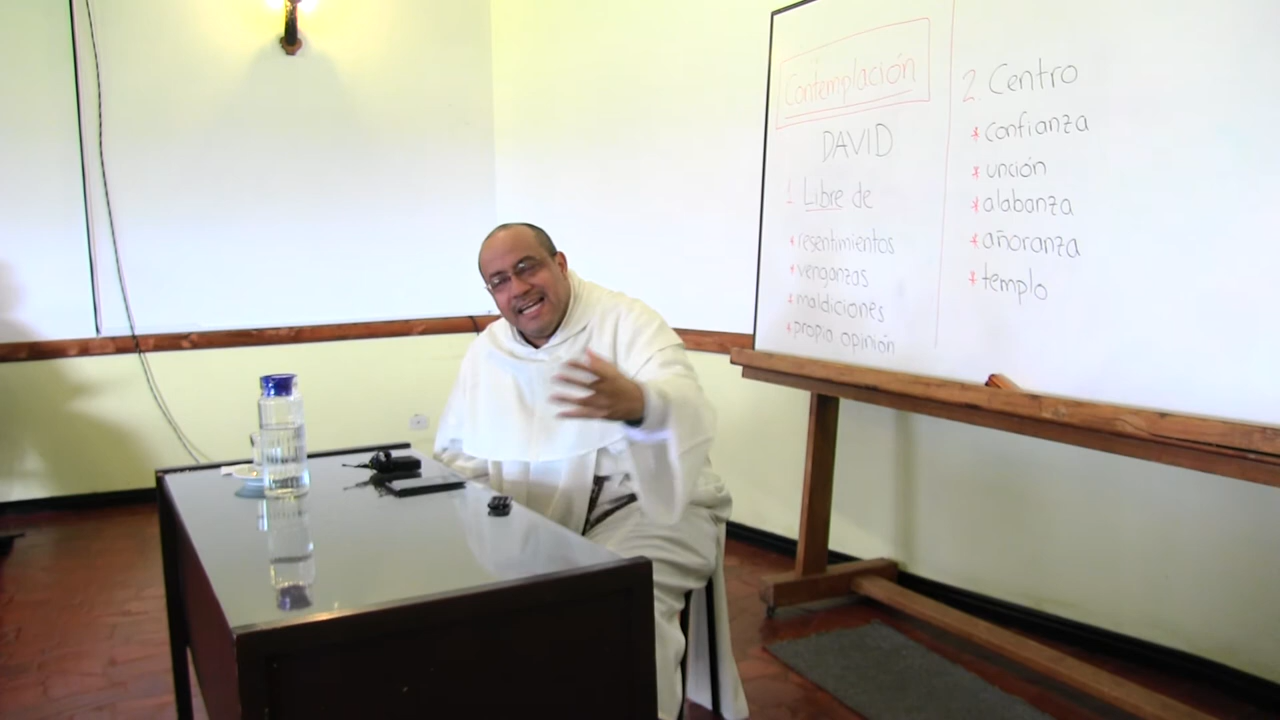 Contemplación
DAVID
1. Libre de
* resentimientos
* venganzas
* maldiciones
* propia opinión
2. Centro
* confianza
* unción
* alabanza
* añoranza
* templo